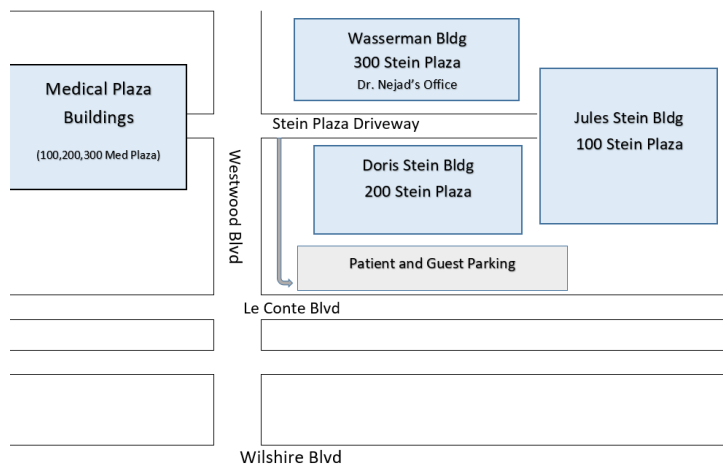 Wasserman Bldg
300 Stein Plaza
Dr. Nejad's Office
Medical Plaza
Buildings
(100,200,300 Med Plaza)
Jules Stein Bldg
100 Stein Plaza
Stein Plaza Driveway
Westwood Blvd
Doris Stein Bldg
200 Stein Plaza
Patient and Guest Parking
Le Conte Blvd
Wilshire Blvd